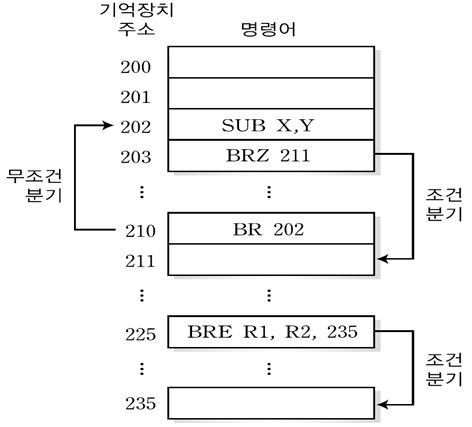 기억장치
주소
명령어
200
201
202 SUB X,Y
203 BRZ 211
무조건
분기
조건
분기
⋮ ⋮
210 BR 202
211
⋮ ⋮
225 BRE R1, R2, 235
⋮ ⋮
조건
분기
235